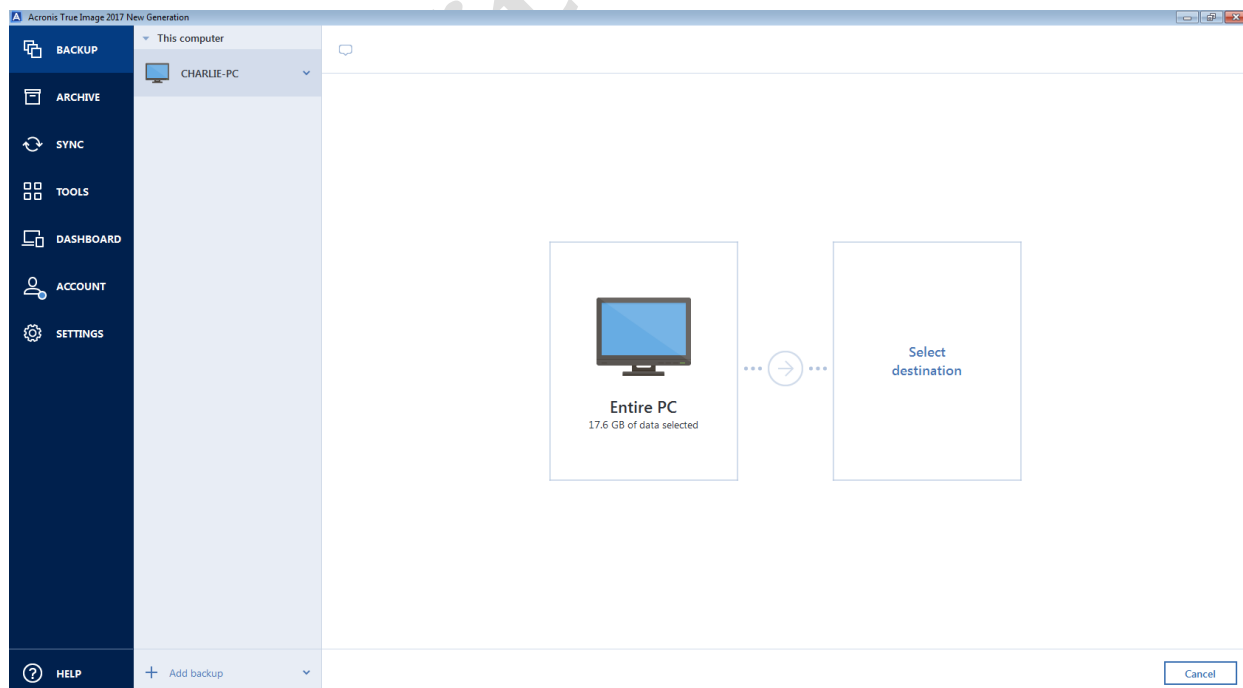 Acronis True Image 2017 New Generation
BACKUP
ARCHIVE
SYNC
TOOLS
DASHBOARD
ACCOUNT
SETTINGS
HELP
This computer
CHARLIE-PC
Add backup
Entire PC
17.6 GB of data selected
Select
destination
Cancel